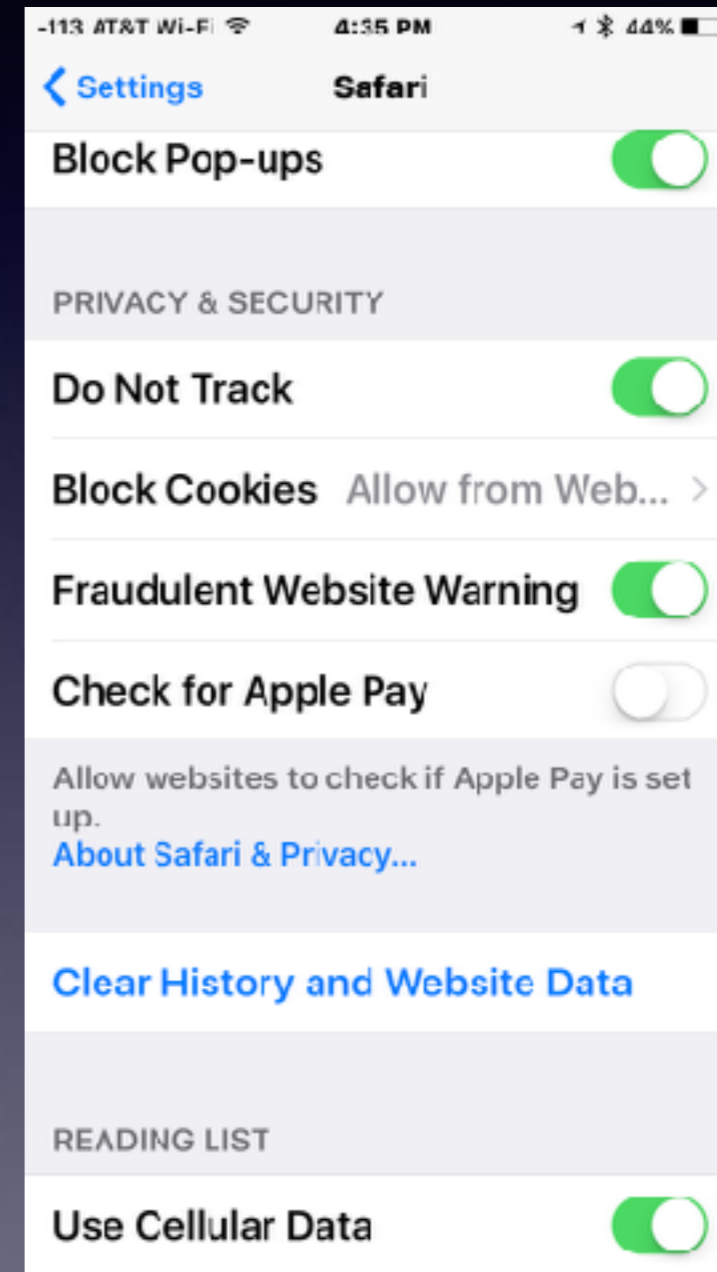 -113 AT&T Wi-Fi 4:35 PM 44%
Settings Safari
Block Pop-ups
PRIVACY & SECURITY
Do Not Track
Block Cookies Allow from Web... >
Fraudulent Website Warning
Check for Apple Pay
Allow websites to check if Apple Pay is set
up.
About Safari & Privacy...
Clear History and Website Data
READING LIST
Use Cellular Data